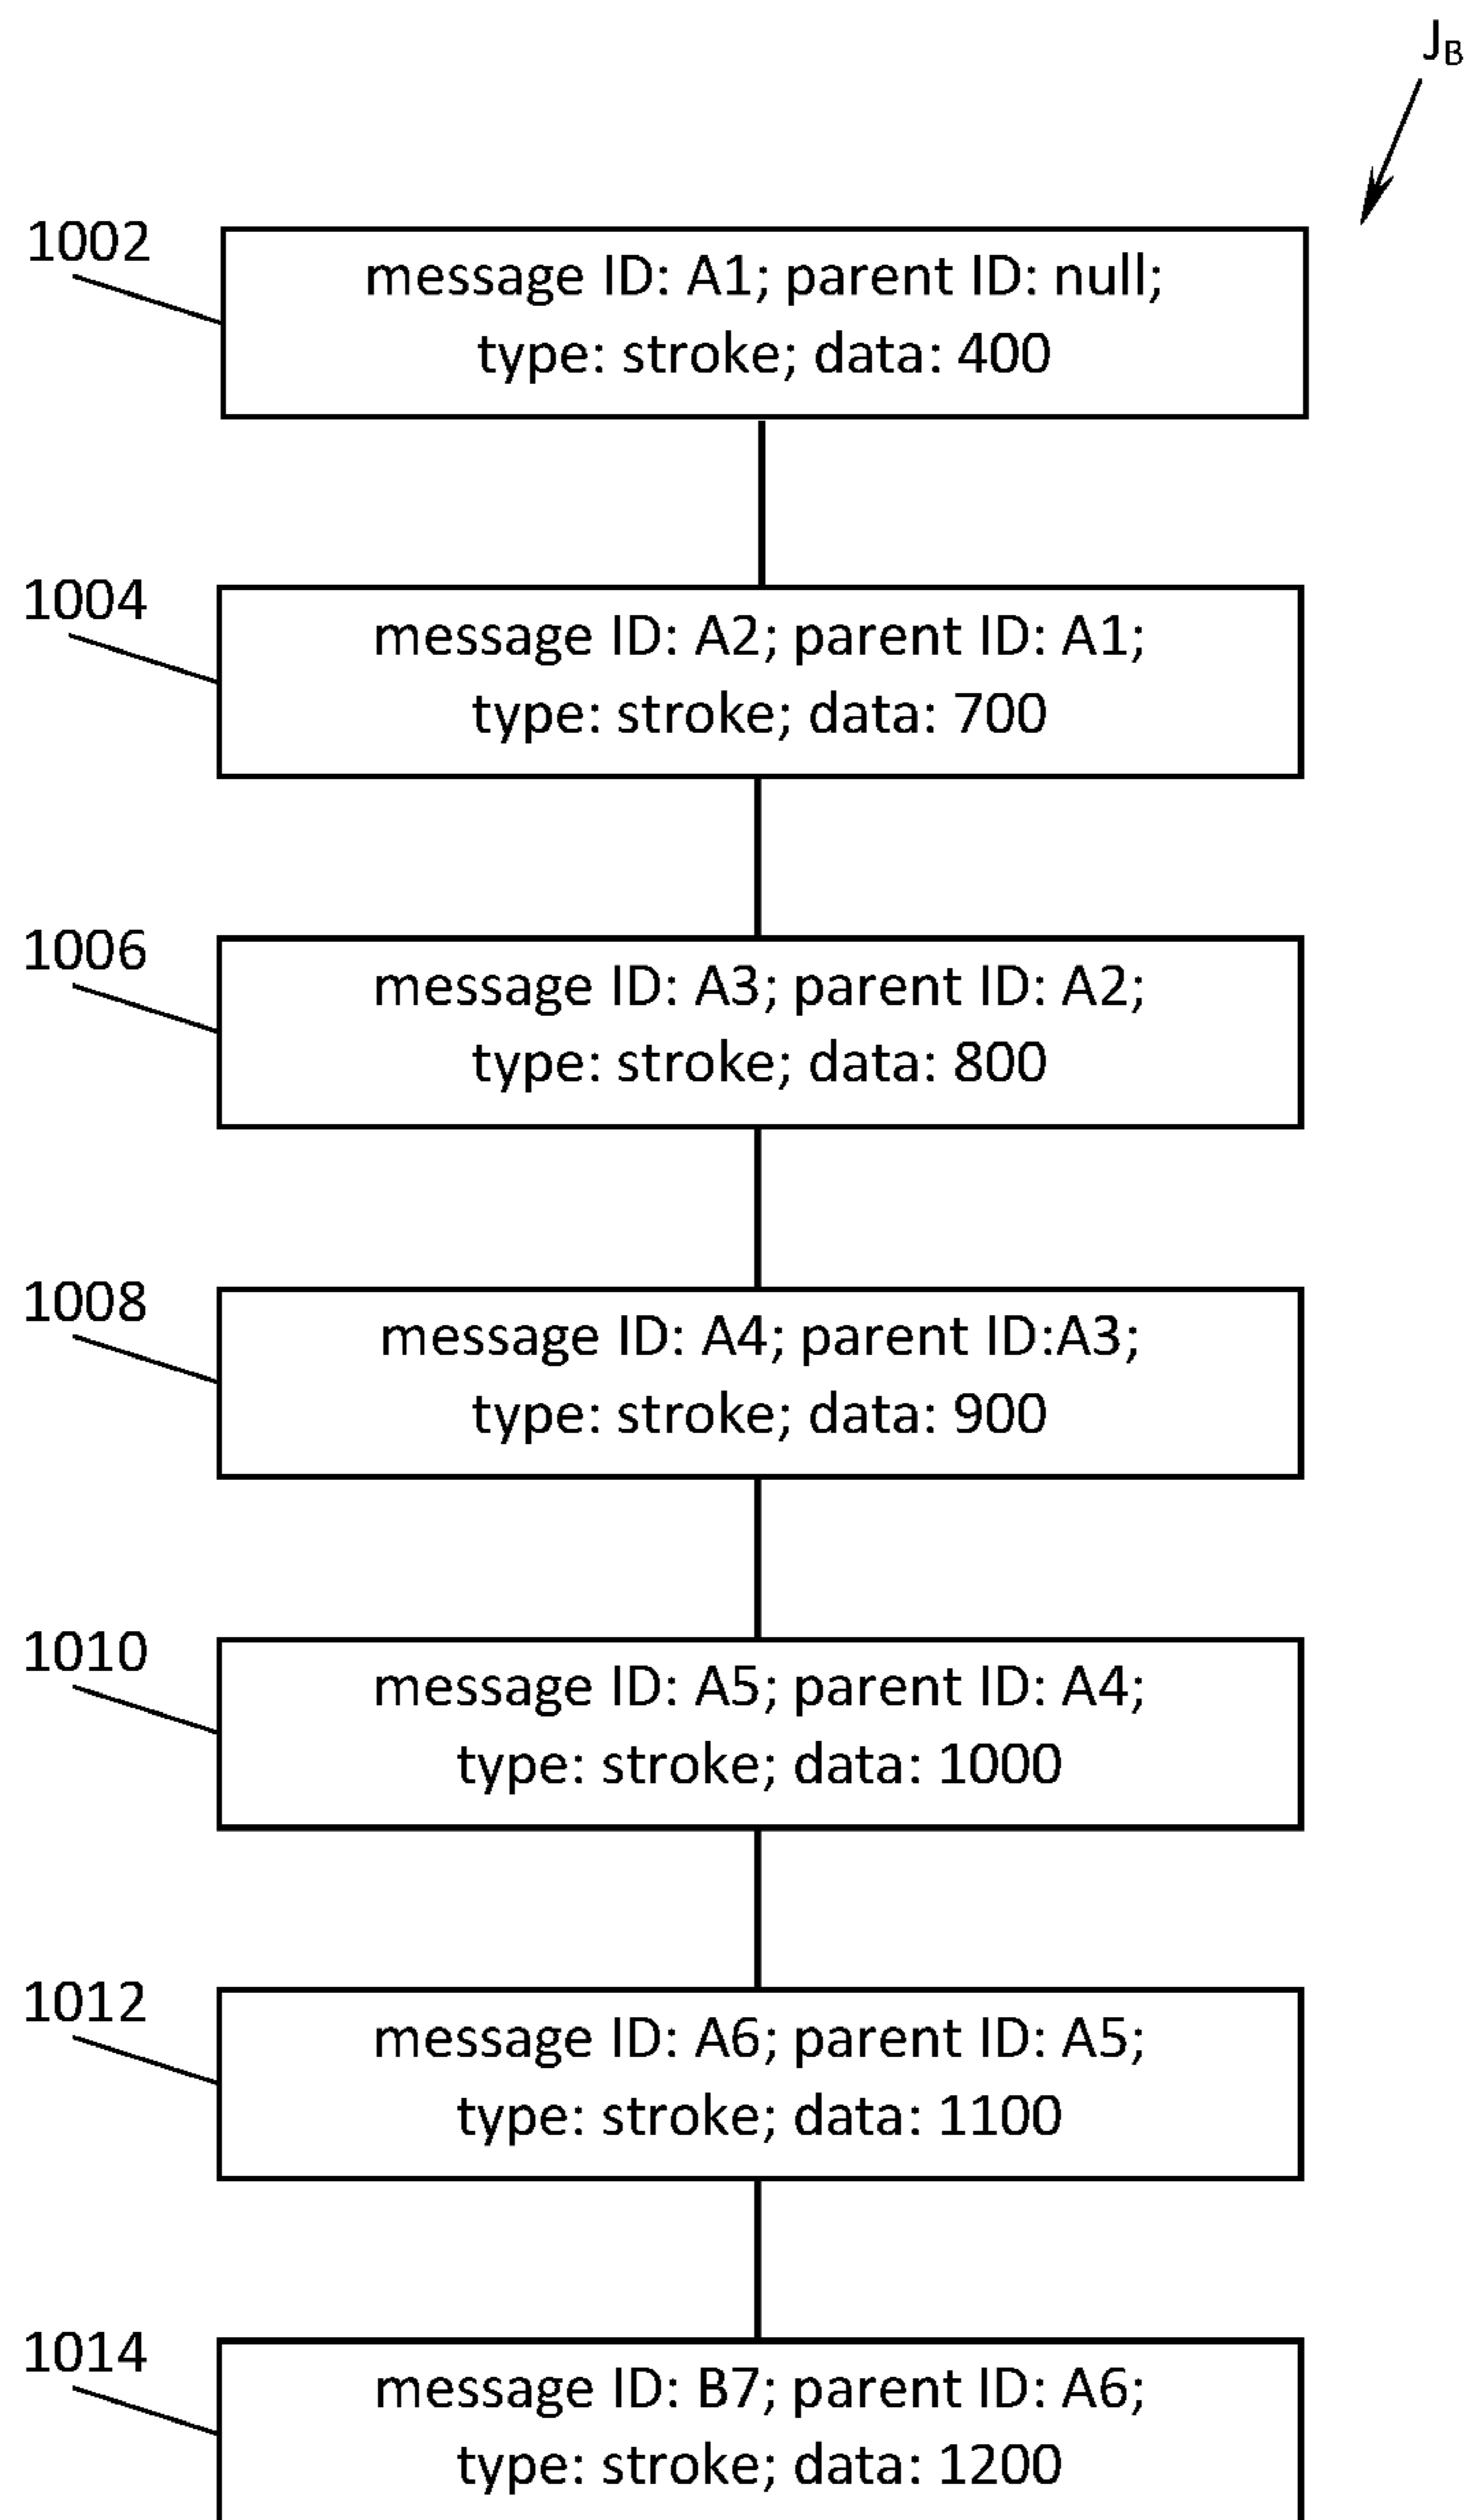 J_B
1002
message ID: A1; parent ID: null;
type: stroke; data: 400
1004
message ID: A2; parent ID: A1;
type: stroke; data: 700
1006
message ID: A3; parent ID: A2;
type: stroke; data: 800
1008
message ID: A4; parent ID:A3;
type: stroke; data: 900
1010
message ID: A5; parent ID: A4;
type: stroke; data: 1000
1012
message ID: A6; parent ID: A5;
type: stroke; data: 1100
1014
message ID: B7; parent ID: A6;
type: stroke; data: 1200